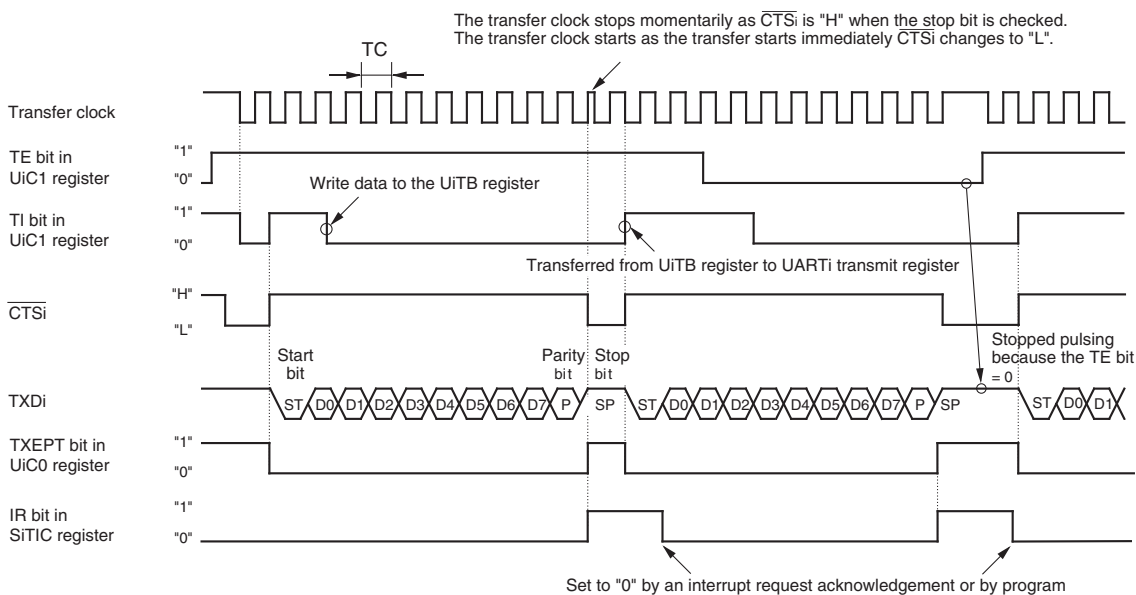 The transfer clock stops momentarily as CTSi is "H" when the stop bit is checked.
The transfer clock starts as the transfer starts immediately CTSi changes to "L".
TC
Transfer clock
TE bit in
UiC1 register
"1"
"0"
Write data to the UiTB register
TI bit in
UiC1 register
"1"
"0"
Transferred from UiTB register to UARTi transmit register
CTSi
"H"
"L"
Stopped pulsing
because the TE bit
= 0
Start
bit
Parity
bit
Stop
bit
TXDi
ST D0 D1 D2 D3 D4 D5 D6 D7 P SP ST D0 D1 D2 D3 D4 D5 D6 D7 P SP ST D0 D1
TXEPT bit in
UiC0 register
"1"
"0"
IR bit in
SiTIC register
"1"
"0"
Set to "0" by an interrupt request acknowledgement or by program